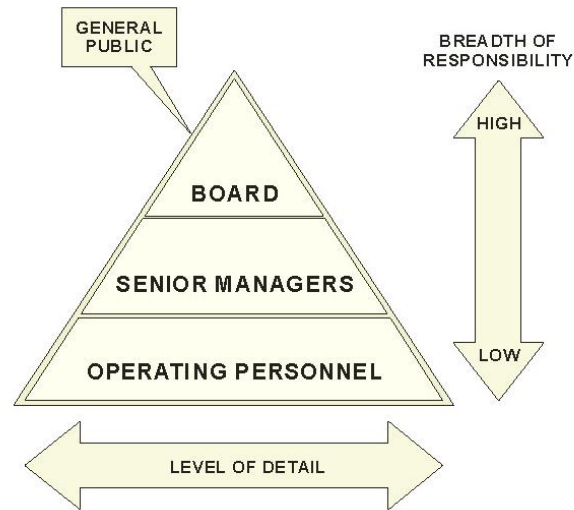 GENERAL
PUBLIC
BREADTH OF
RESPONSIBILITY
HIGH
BOARD
SENIOR MANAGERS
LOW
OPERATING PERSONNEL
LEVEL OF DETAIL